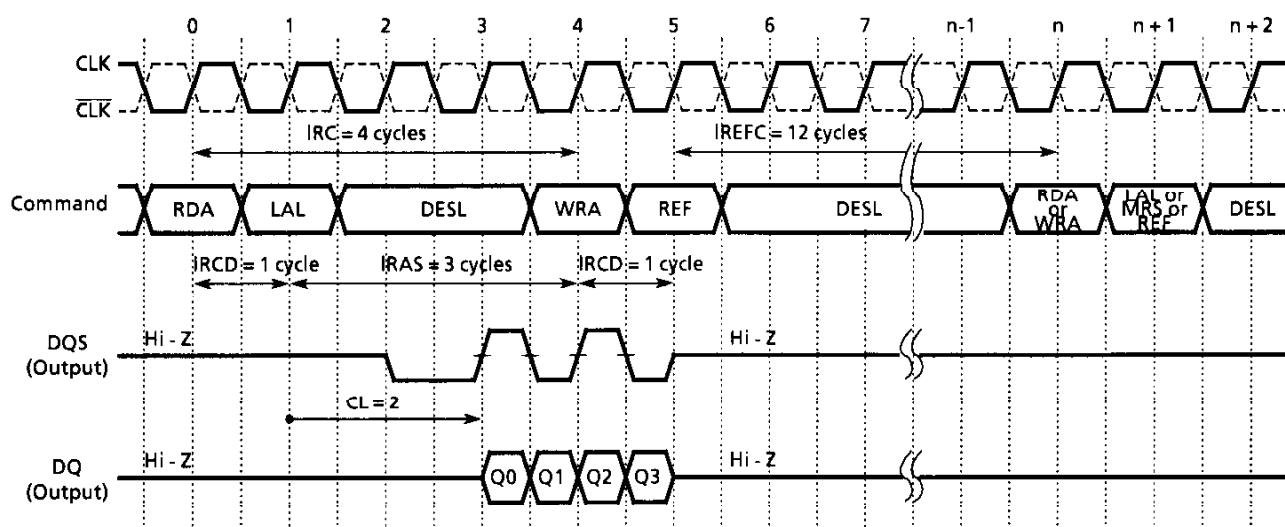 0 1 2 3 4 5 6 7 n-1 n n + 1 n + 2
CLK
CLK
IRC = 4 cycles
IREFC = 12 cycles
Command
RDA
LAL
DESL
WRA
REF
DESL
RDA
or
WRA
LAL or
MRS or
REF
DESL
IRCD = 1 cycle
IRAS = 3 cycles
IRCD = 1 cycle
DQS
(Output)
Hi - Z
Hi - Z
CL = 2
DQ
(Output)
Hi - Z
Q0 Q1 Q2 Q3
Hi - Z